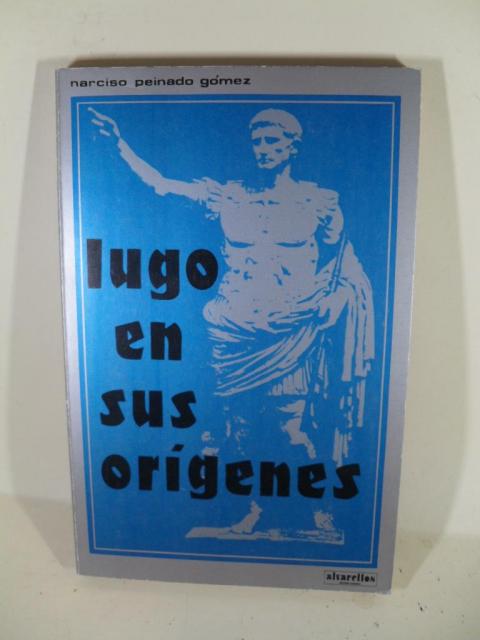 narciso peinado gómez
lugo
en
sus
orígenes
alvarellos